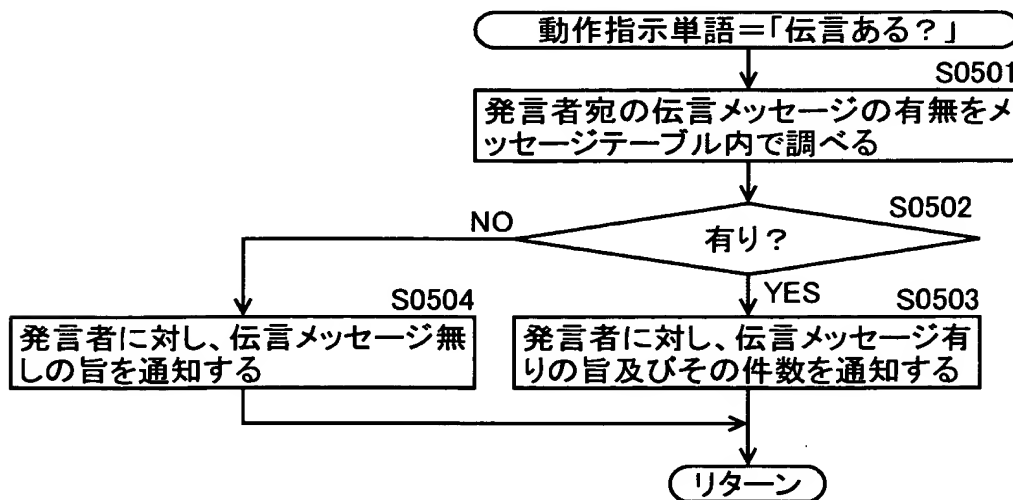 動作指示単語＝「伝言ある？」
S0501
発言者宛の伝言メッセージの有無をメ
ッセージテーブル内で調べる
S0502
有り？
NO
YES
S0504
発言者に対し、伝言メッセージ無
しの旨を通知する
S0503
発言者に対し、伝言メッセージ有
りの旨及びその件数を通知する
リターン